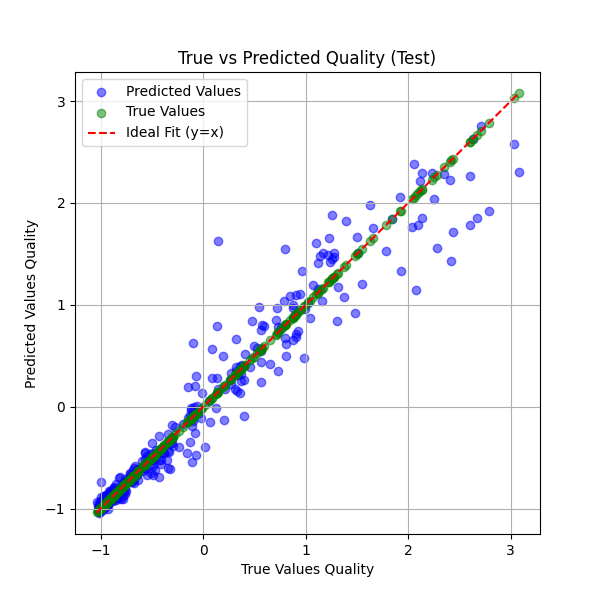 True vs Predicted Quality (Test)
Predicted Values
True Values
Ideal Fit (y=x)
Predicted Values Quality
3
2
1
0
−1
−1 0 1 2 3
True Values Quality